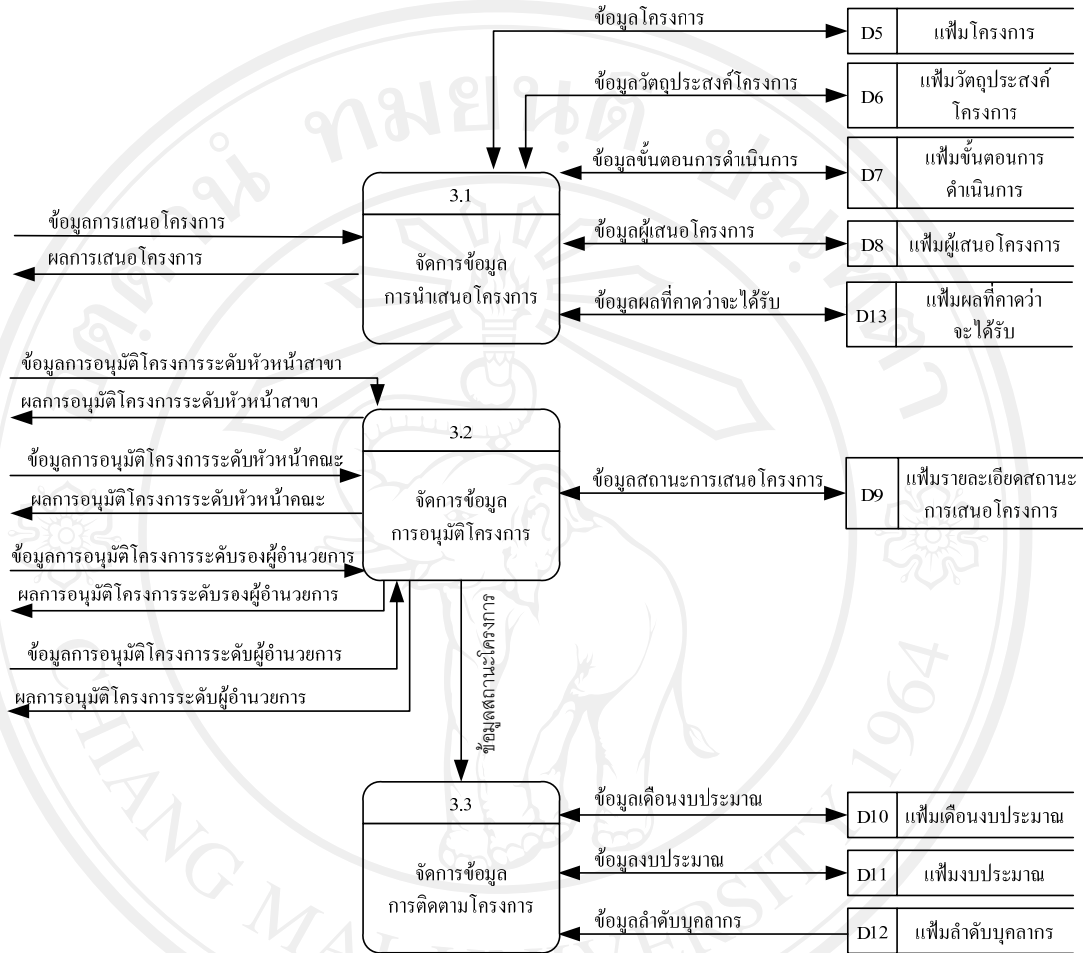 ข้อมูลโครงการ
D5
แฟ้มโครงการ
ข้อมูลวัตถุประสงค์โครงการ
D6
แฟ้มวัตถุประสงค์
โครงการ
ข้อมูลขั้นตอนการดำเนินการ
D7
แฟ้มขั้นตอนการ
ดำเนินการ
3.1
จัดการข้อมูล
การนำเสนอโครงการ
ข้อมูลการเสนอโครงการ
ผลการเสนอโครงการ
ข้อมูลผู้เสนอโครงการ
D8
แฟ้มผู้เสนอโครงการ
ข้อมูลผลที่คาดว่าจะได้รับ
D13
แฟ้มผลที่คาดว่า
จะได้รับ
ข้อมูลการอนุมัติโครงการระดับหัวหน้าสาขา
ผลการอนุมัติโครงการระดับหัวหน้าสาขา
ข้อมูลการอนุมัติโครงการระดับหัวหน้าคณะ
ผลการอนุมัติโครงการระดับหัวหน้าคณะ
ข้อมูลการอนุมัติโครงการระดับรองผู้อำนวยการ
ผลการอนุมัติโครงการระดับรองผู้อำนวยการ
ข้อมูลการอนุมัติโครงการระดับผู้อำนวยการ
ผลการอนุมัติโครงการระดับผู้อำนวยการ
3.2
จัดการข้อมูล
การอนุมัติโครงการ
ข้อมูลสถานะการเสนอโครงการ
D9
แฟ้มรายละเอียดสถานะ
การเสนอโครงการ
ข้อมูลสถานะโครงการ
3.3
จัดการข้อมูล
การติดตามโครงการ
ข้อมูลเดือนงบประมาณ
D10
แฟ้มเดือนงบประมาณ
ข้อมูลงบประมาณ
D11
แฟ้มงบประมาณ
ข้อมูลลำดับบุคลากร
D12
แฟ้มลำดับบุคลากร
CHIANG MAI UNIVERSITY 1964